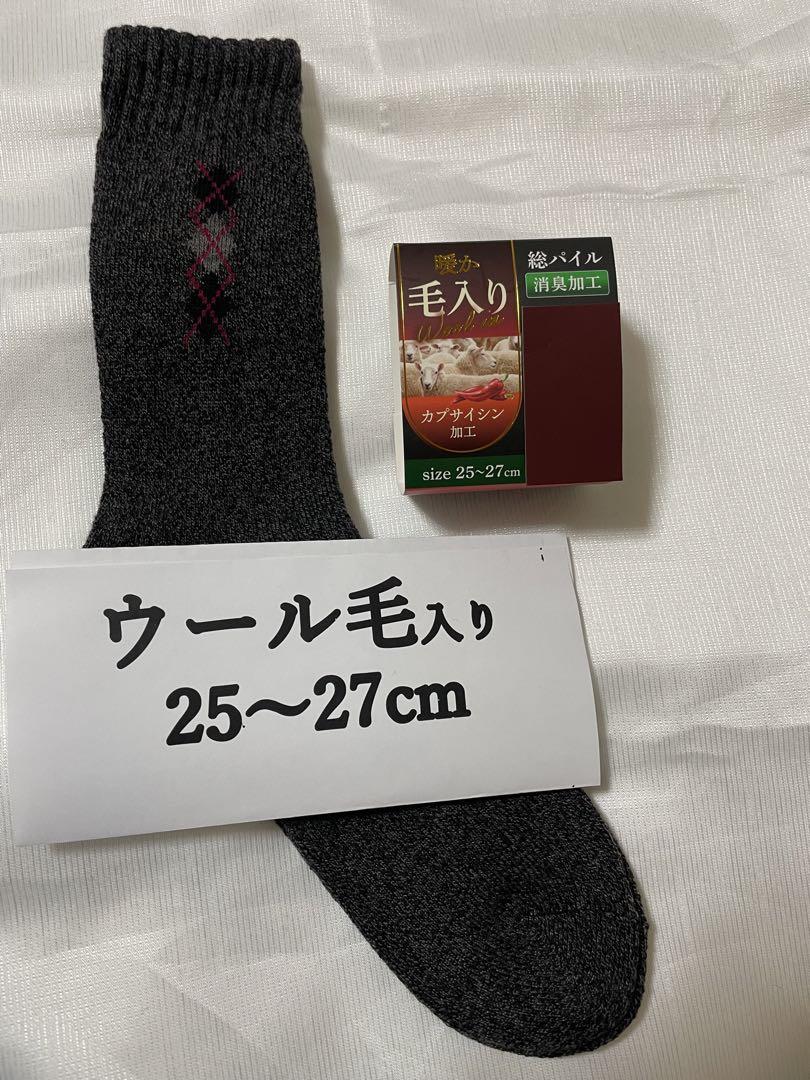 暖か
毛入り
Wool in
カプサイシン
加工
size 25~27cm
総パイル
消臭加工
ウール毛入り
25～27cm